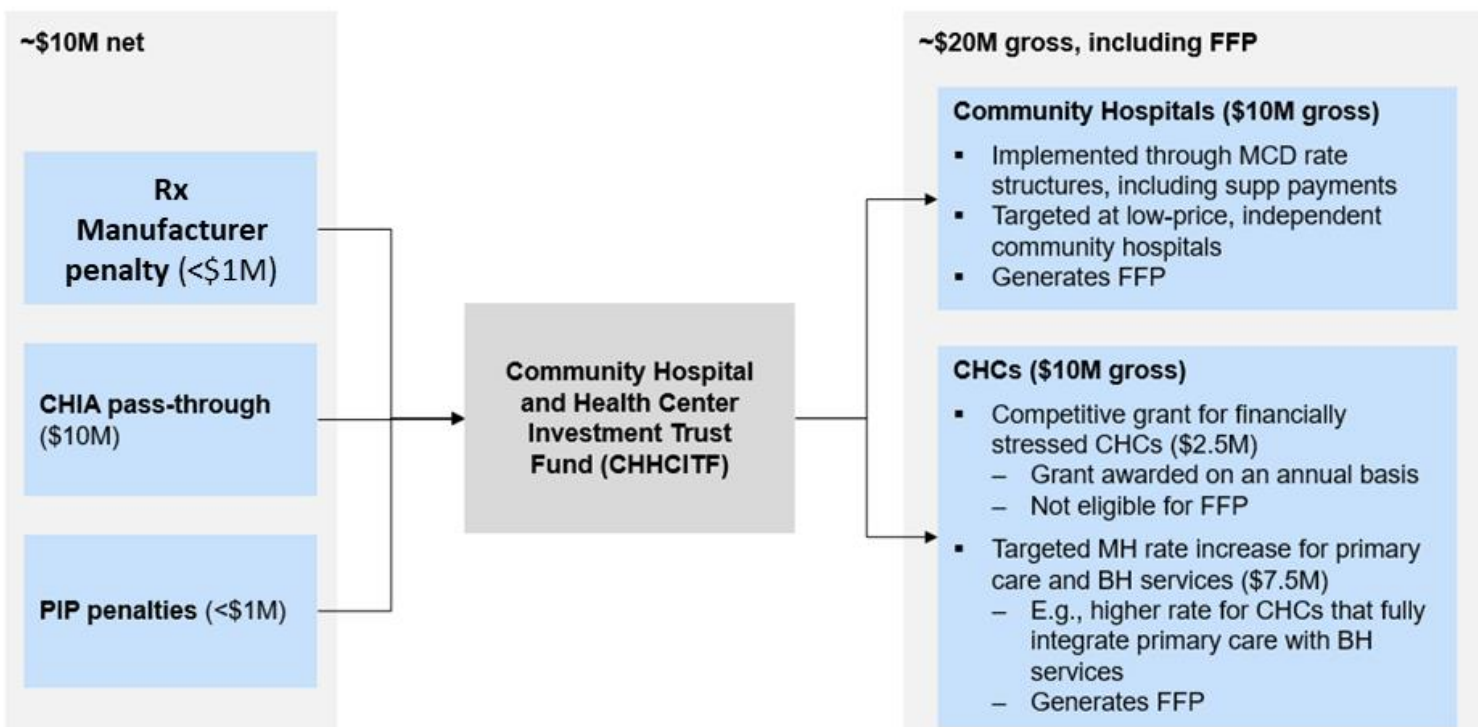 ~$10M net
Rx
Manufacturer
penalty (<$1M)
CHIA pass-through
($10M)
PIP penalties (<$1M)
Community Hospital
and Health Center
Investment Trust
Fund (CHHCITF)
~$20M gross, including FFP
Community Hospitals ($10M gross)
▪ Implemented through MCD rate
structures, including supp payments
▪ Targeted at low-price, independent
community hospitals
▪ Generates FFP
CHCs ($10M gross)
▪ Competitive grant for financially
stressed CHCs ($2.5M)
– Grant awarded on an annual basis
– Not eligible for FFP
▪ Targeted MH rate increase for primary
care and BH services ($7.5M)
– E.g., higher rate for CHCs that fully
integrate primary care with BH
services
– Generates FFP